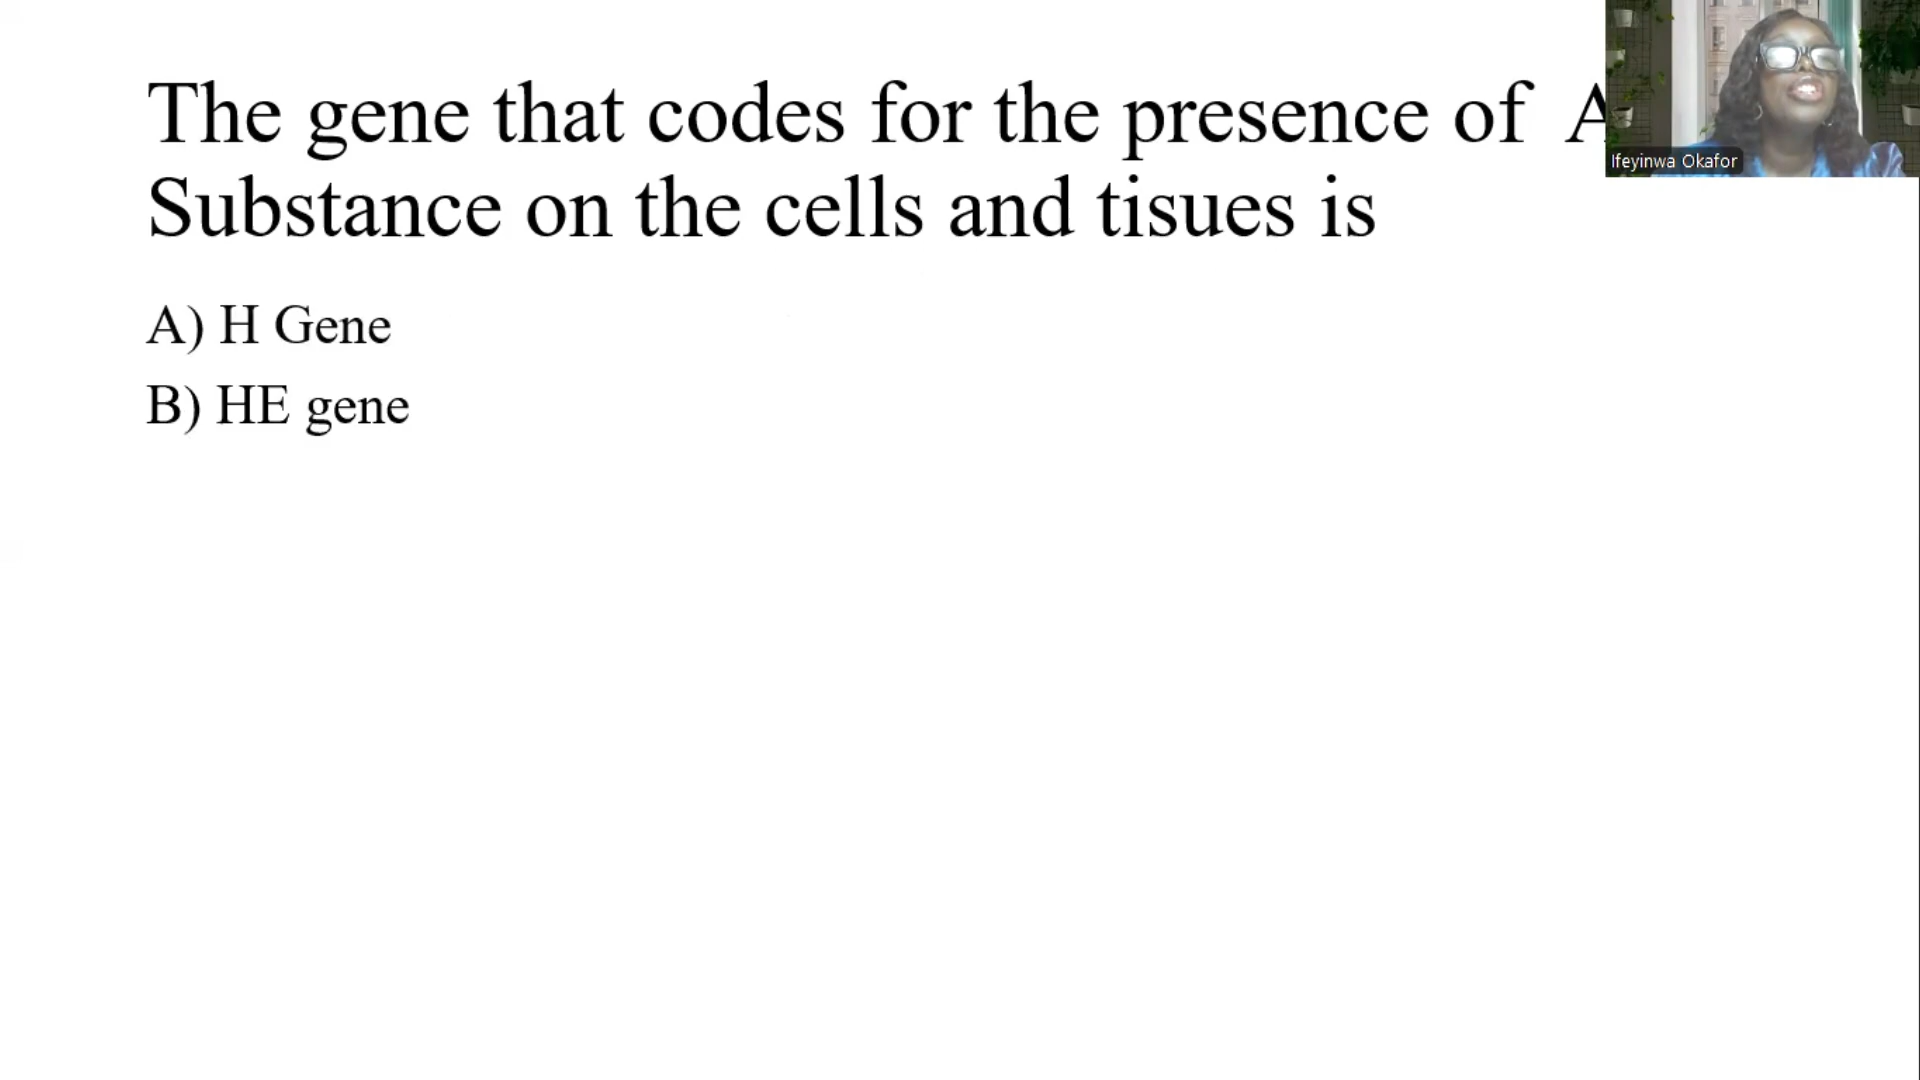 The gene that codes for the presence of
Substance on the cells and tisues is
A) H Gene
B) HE gene
Ifeyinwa Okafor